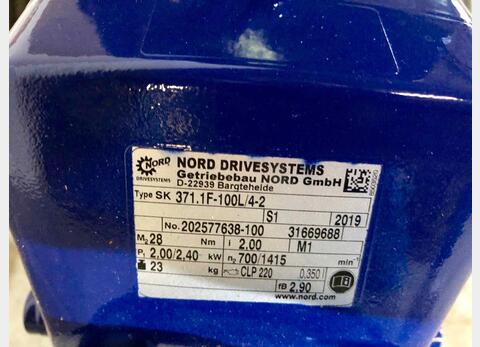 NORD
DRIVESYSTEMS
NORD DRIVESYSTEMS
Getriebebau NORD GmbH
D-22939 Bargteheide
Type SK 371.1F-100L/4-2
S1 2019
No. 202577638-100 31669688
M2 28 Nm i 2,00 M1
P1 2,00/2,40 kW n2 700/1415 min-1
23 kg CLP 220 0.350
fB 2,90
www.nord.com